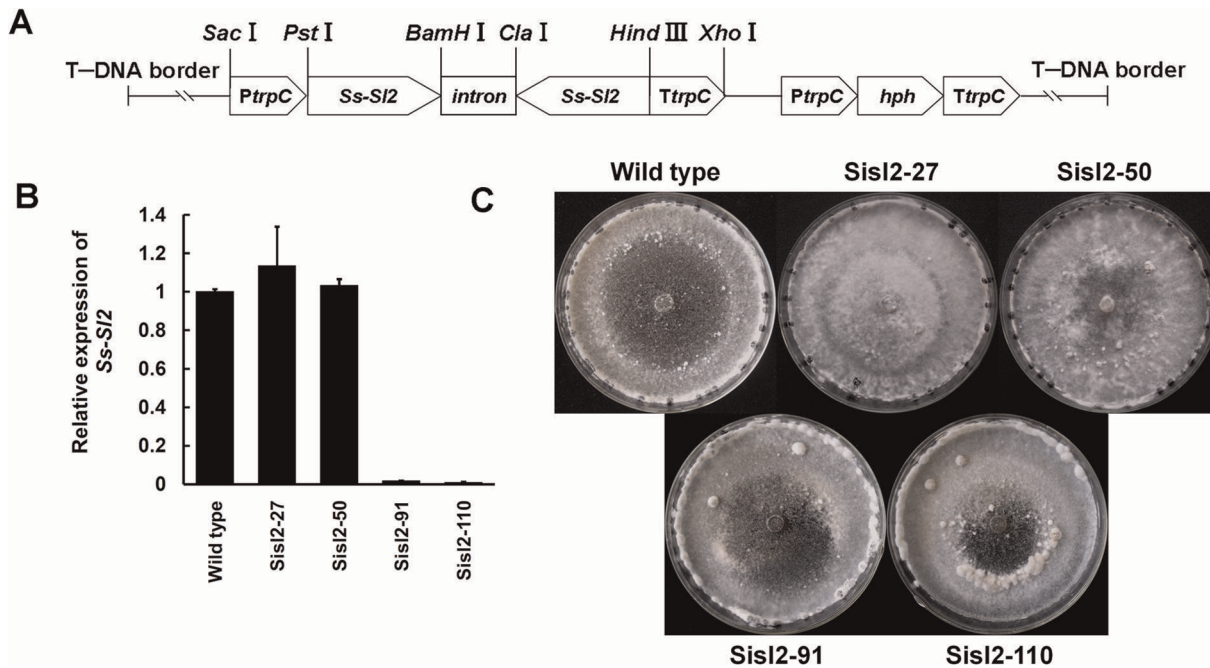 A
Sac I Pst I BamH I Cla I Hind III Xho I
T–DNA border T–DNA border
PtrpC Ss-Sl2 intron Ss-Sl2 TtrpC PtrpC hph TtrpC
B
Relative expression of
Ss-Sl2
1.4
1.2
1
0.8
0.6
0.4
0.2
0
Wild type
Sisl2-27
Sisl2-50
Sisl2-91
Sisl2-110
C
Wild type Sisl2-27 Sisl2-50
Sisl2-91 Sisl2-110